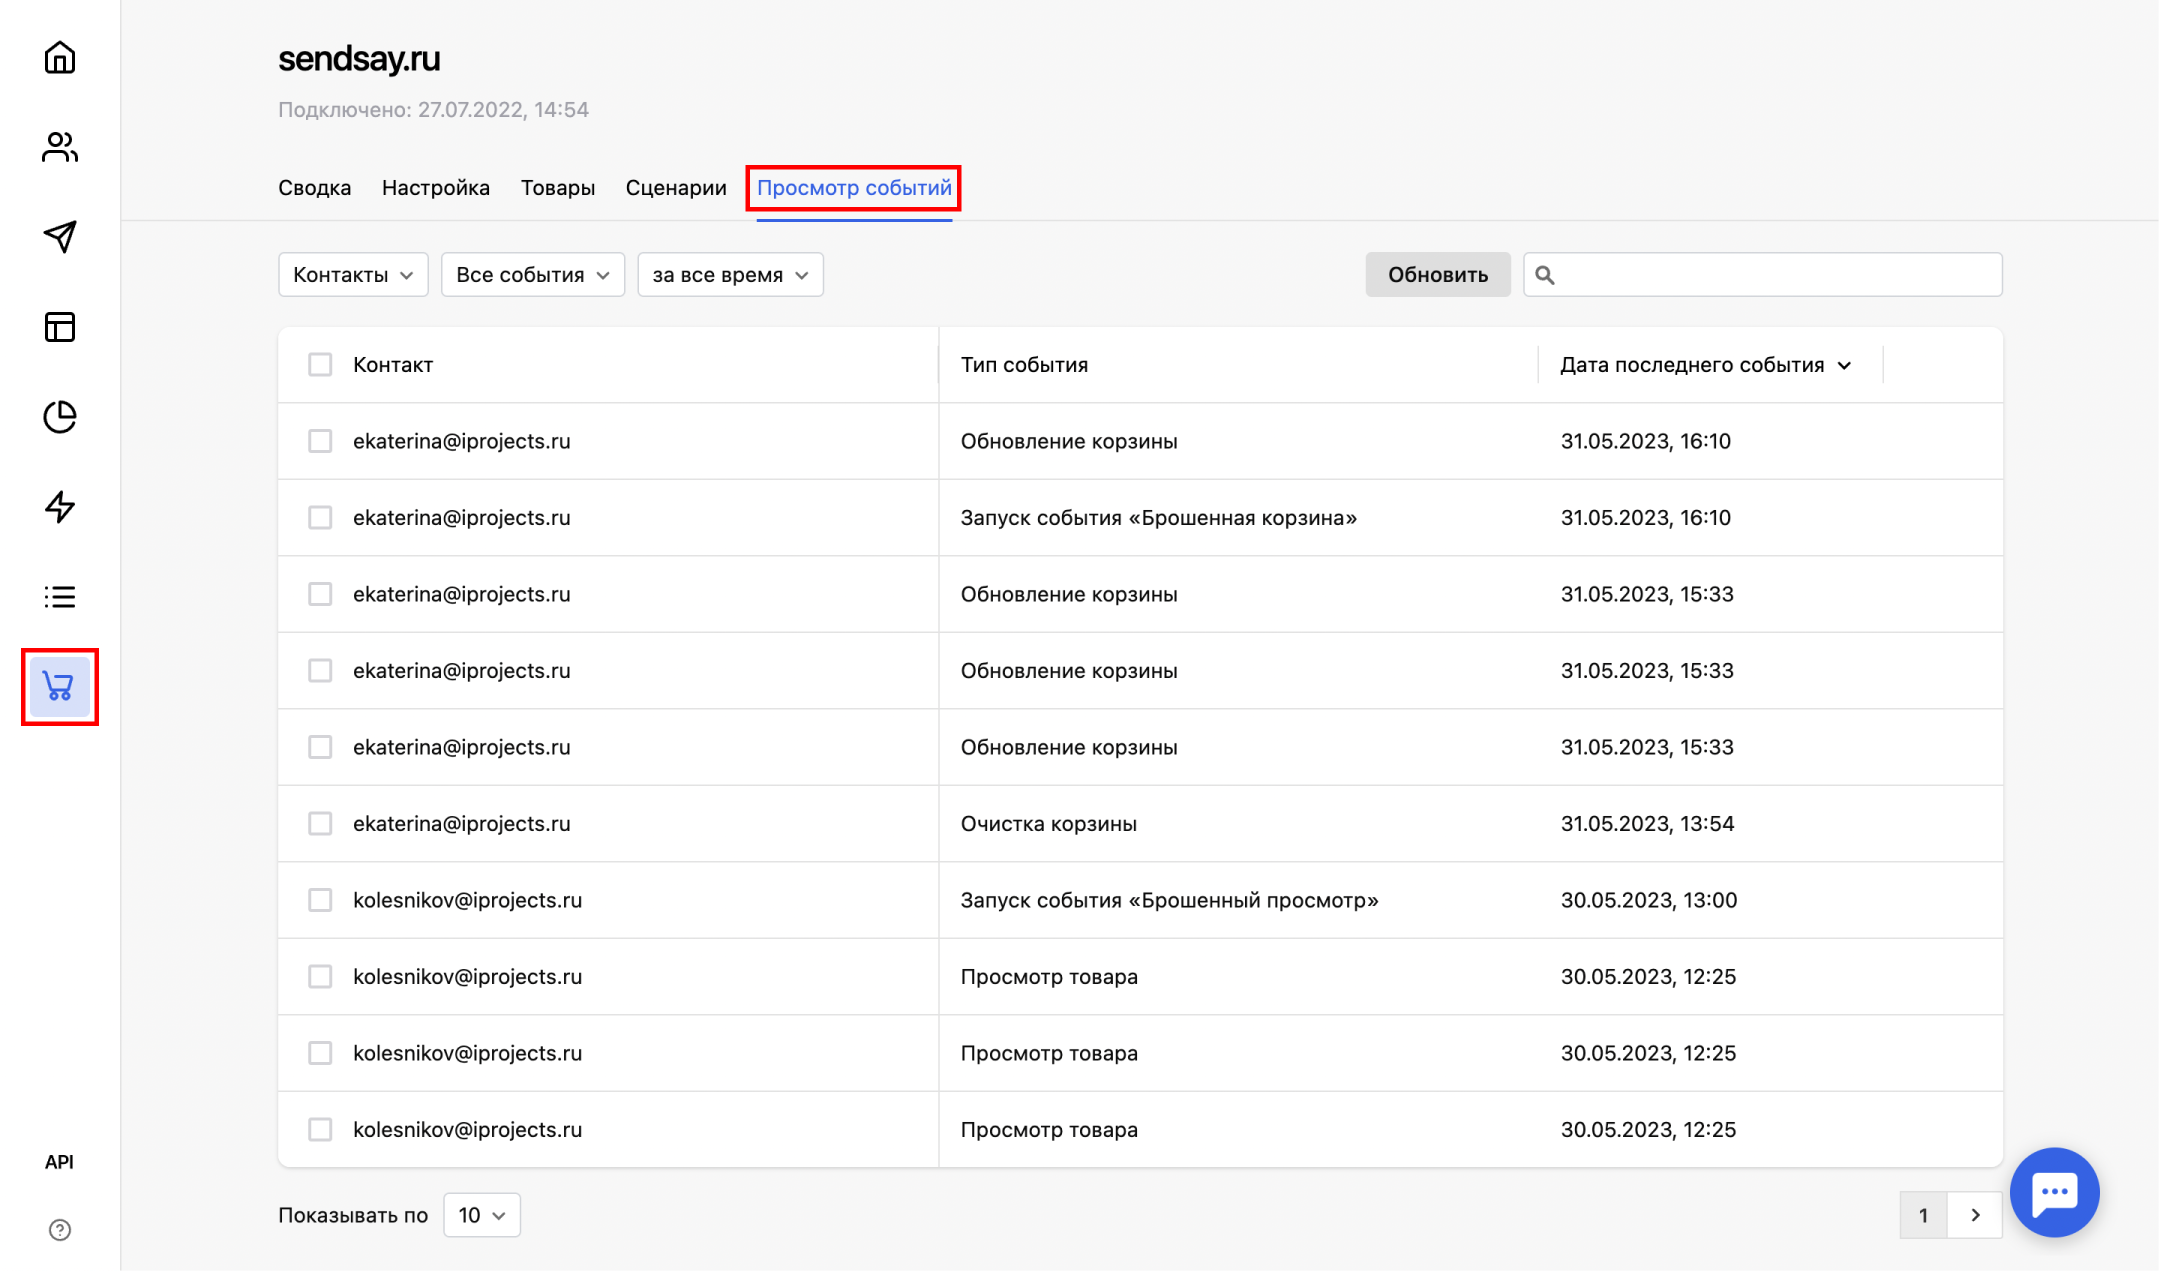 sendsay.ru
Подключено: 27.07.2022, 14:54
Сводка Настройка Товары Сценарии Просмотр событий
Контакты Все события за все время Обновить
Контакт Тип события Дата последнего события
ekaterina@iprojects.ru Обновление корзины 31.05.2023, 16:10
ekaterina@iprojects.ru Запуск события «Брошенная корзина» 31.05.2023, 16:10
ekaterina@iprojects.ru Обновление корзины 31.05.2023, 15:33
ekaterina@iprojects.ru Обновление корзины 31.05.2023, 15:33
ekaterina@iprojects.ru Обновление корзины 31.05.2023, 15:33
ekaterina@iprojects.ru Очистка корзины 31.05.2023, 13:54
kolesnikov@iprojects.ru Запуск события «Брошенный просмотр» 30.05.2023, 13:00
kolesnikov@iprojects.ru Просмотр товара 30.05.2023, 12:25
kolesnikov@iprojects.ru Просмотр товара 30.05.2023, 12:25
kolesnikov@iprojects.ru Просмотр товара 30.05.2023, 12:25
API
Показывать по 10 1